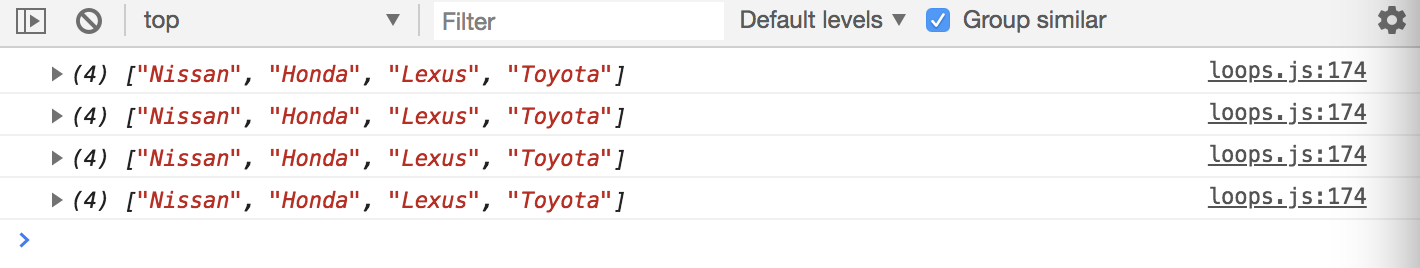 top Filter Default levels Group similar
(4) ["Nissan", "Honda", "Lexus", "Toyota"] loops.js:174
(4) ["Nissan", "Honda", "Lexus", "Toyota"] loops.js:174
(4) ["Nissan", "Honda", "Lexus", "Toyota"] loops.js:174
(4) ["Nissan", "Honda", "Lexus", "Toyota"] loops.js:174